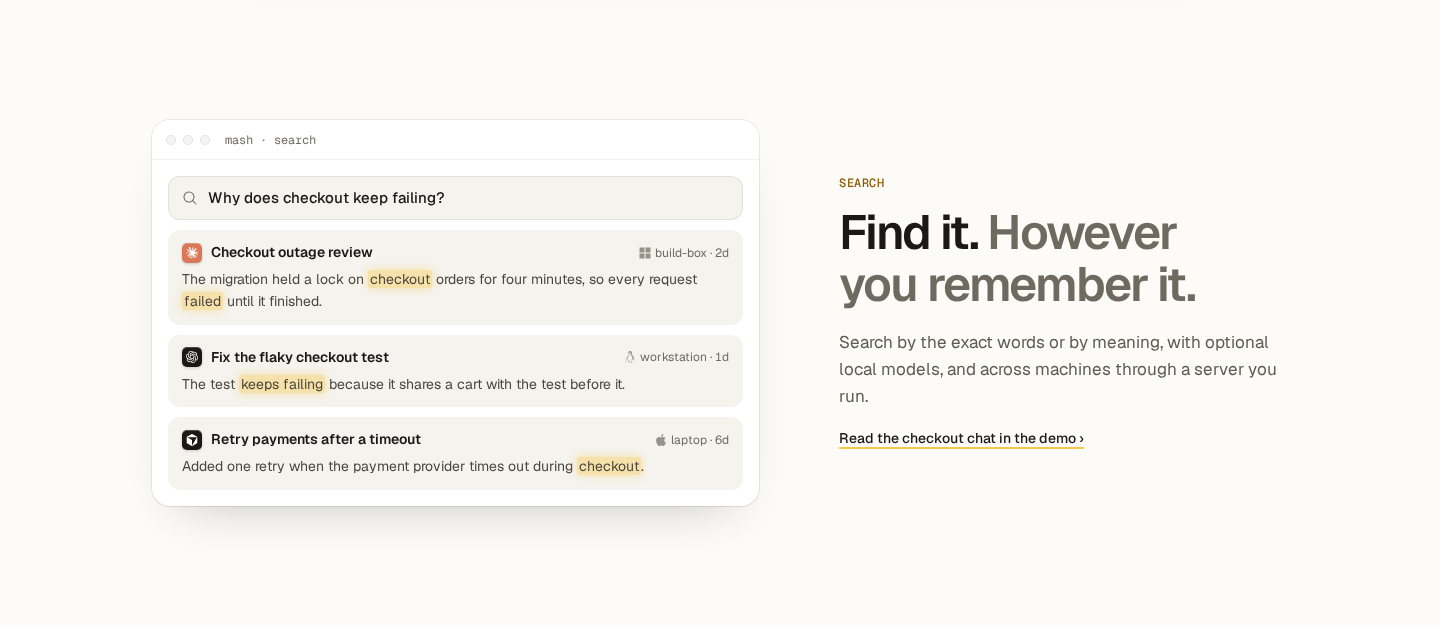 mash · search
Why does checkout keep failing?
Checkout outage review
build-box · 2d
The migration held a lock on checkout orders for four minutes, so every request
failed until it finished.
Fix the flaky checkout test
workstation · 1d
The test keeps failing because it shares a cart with the test before it.
Retry payments after a timeout
laptop · 6d
Added one retry when the payment provider times out during checkout.
SEARCH
Find it. However
you remember it.
Search by the exact words or by meaning, with optional
local models, and across machines through a server you
run.
Read the checkout chat in the demo ›